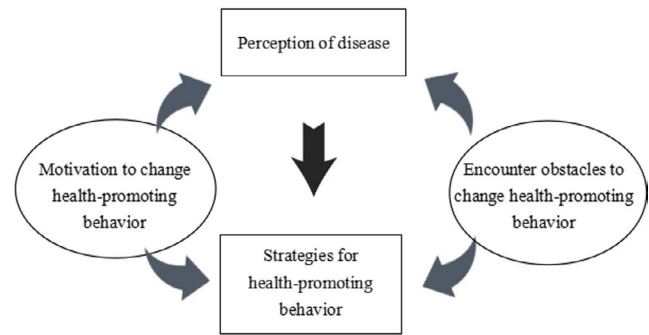 Perception of disease
Motivation to change
health-promoting
behavior
Encounter obstacles to
change health-promoting
behavior
Strategies for
health-promoting
behavior